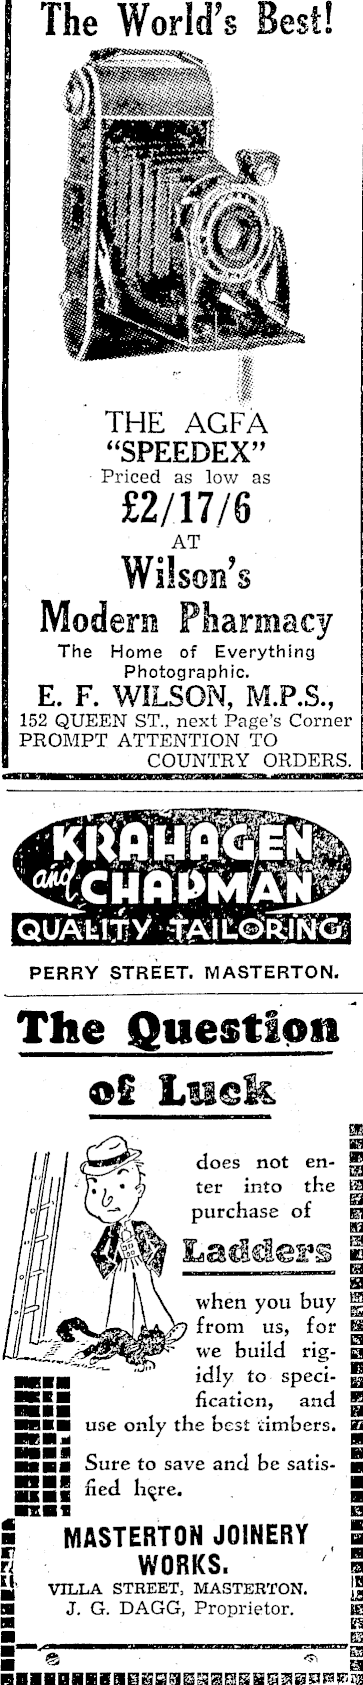 The World's Best!
THE AGFA
"SPEEDEX"
Priced as low as
£2/17/6
AT
Wilson's
Modern Pharmacy
The Home of Everything
Photographic.
E. F. WILSON, M.P.S.,
152 QUEEN ST., next Page's Corner
PROMPT ATTENTION TO
COUNTRY ORDERS.
KRAHAGEN
and CHAPMAN
QUALITY TAILORING
PERRY STREET. MASTERTON.
The Question
of Luck
does not en-
ter into the
purchase of
Ladders
when you buy
from us, for
we build rig-
idly to speci-
fication, and
use only the best timbers.
Sure to save and be satis-
fied here.
MASTERTON JOINERY
WORKS.
VILLA STREET, MASTERTON.
J. G. DAGG, Proprietor.